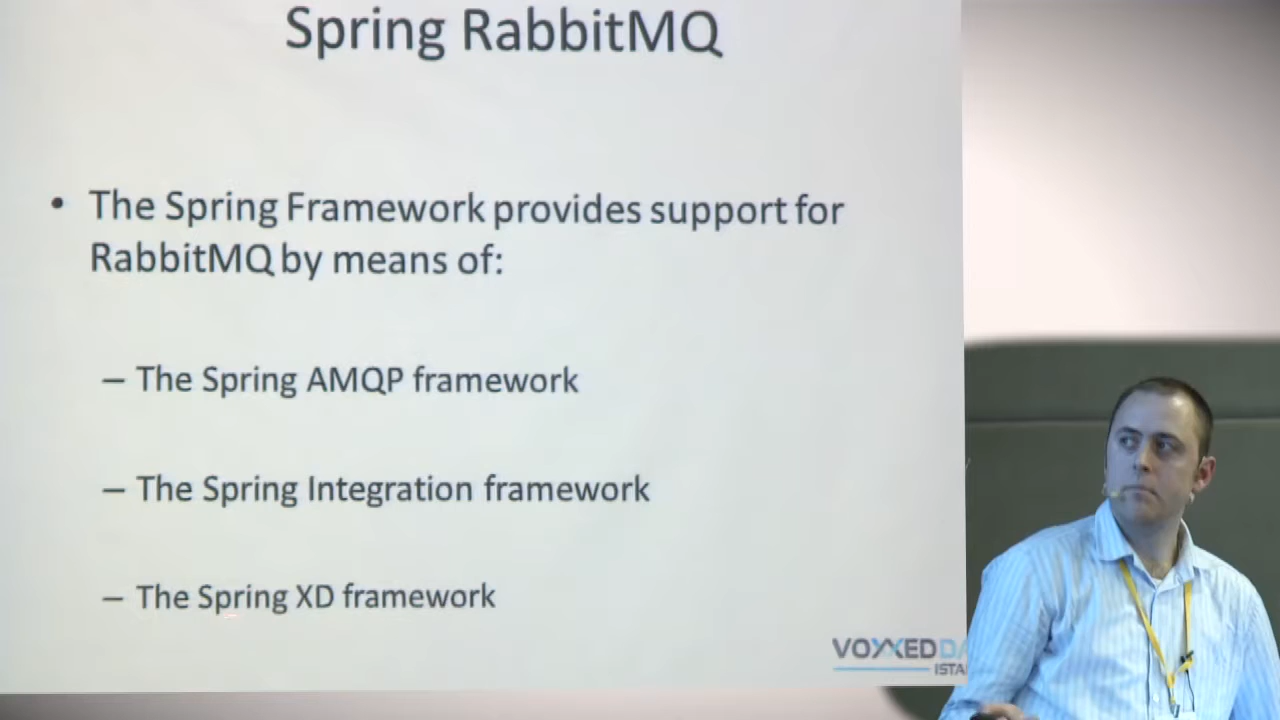 Spring RabbitMQ
• The Spring Framework provides support for
RabbitMQ by means of:
– The Spring AMQP framework
– The Spring Integration framework
– The Spring XD framework
VOXXED